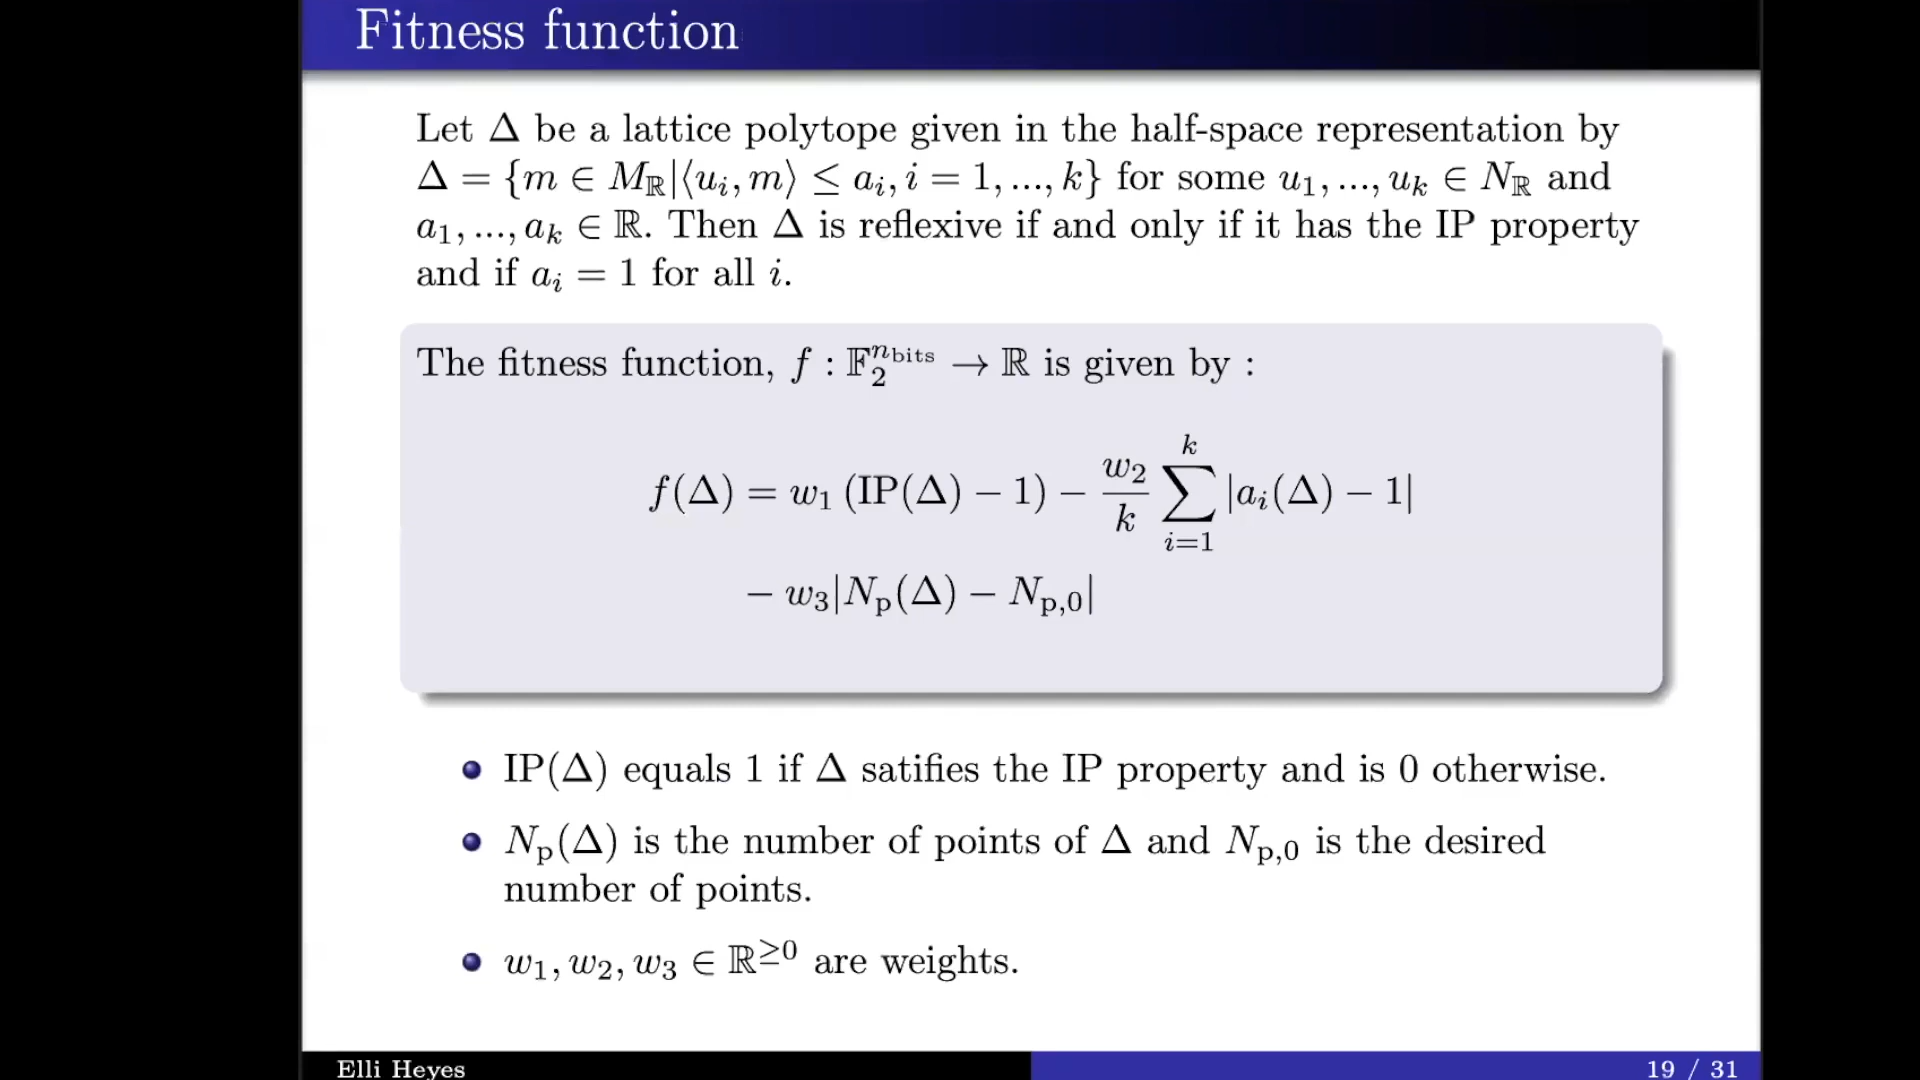 Fitness function
Let Δ be a lattice polytope given in the half-space representation by
Δ = {m ∈ M_ℝ|⟨u_i, m⟩ ≤ a_i, i = 1, ..., k} for some u_1, ..., u_k ∈ N_ℝ and
a_1, ..., a_k ∈ ℝ. Then Δ is reflexive if and only if it has the IP property
and if a_i = 1 for all i.
The fitness function, f : 𝔽_2^{n_bits} → ℝ is given by :
f(Δ) = w_1 (IP(Δ) − 1) − \frac{w_2}{k} \sum_{i=1}^{k} |a_i(Δ) − 1|
− w_3|N_p(Δ) − N_{p,0}|
• IP(Δ) equals 1 if Δ satifies the IP property and is 0 otherwise.
• N_p(Δ) is the number of points of Δ and N_{p,0} is the desired
number of points.
• w_1, w_2, w_3 ∈ ℝ^{≥0} are weights.
Elli Heyes
19 / 31